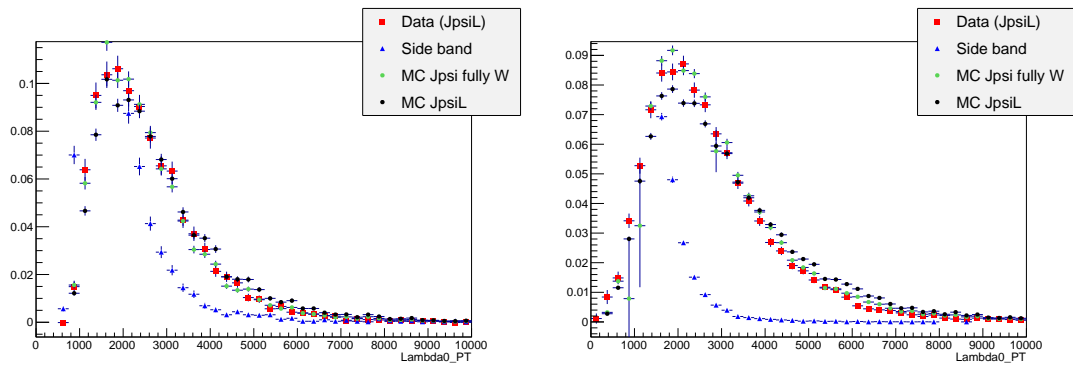 Data (JpsiL)
Side band
MC Jpsi fully W
MC JpsiL
0.1
0.08
0.06
0.04
0.02
0
0 1000 2000 3000 4000 5000 6000 7000 8000 9000 10000
Lambda0_PT
Data (JpsiL)
Side band
MC Jpsi fully W
MC JpsiL
0.09
0.08
0.07
0.06
0.05
0.04
0.03
0.02
0.01
0
0 1000 2000 3000 4000 5000 6000 7000 8000 9000 10000
Lambda0_PT